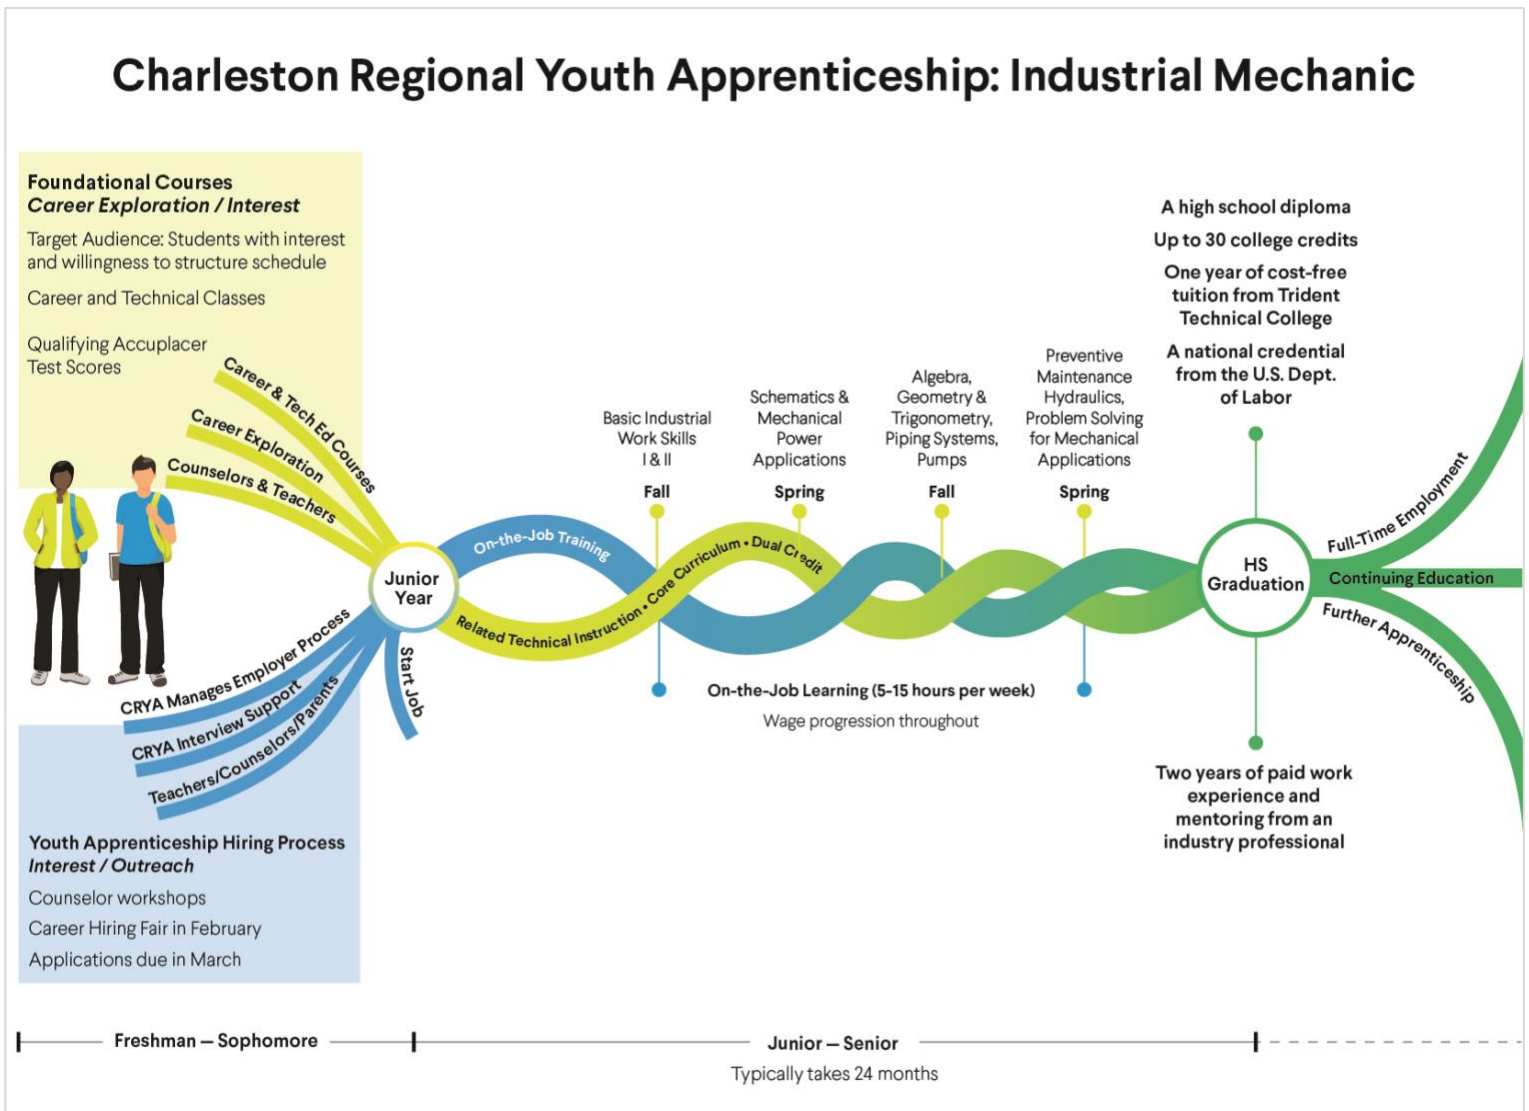 Charleston Regional Youth Apprenticeship: Industrial Mechanic
Foundational Courses
Career Exploration / Interest
Target Audience: Students with interest
and willingness to structure schedule
Career and Technical Classes
Qualifying Accuplacer
Test Scores
Career & Tech Ed Courses
Career Exploration
Counselors & Teachers
Junior
Year
CRYA Manages Employer Process
CRYA Interview Support
Teachers/Counselors/Parents
Start Job
Youth Apprenticeship Hiring Process
Interest / Outreach
Counselor workshops
Career Hiring Fair in February
Applications due in March
On-the-Job Training
Related Technical Instruction • Core Curriculum • Dual Credit
Basic Industrial
Work Skills
I & II
Fall
Schematics &
Mechanical
Power
Applications
Spring
Algebra,
Geometry &
Trigonometry,
Piping Systems,
Pumps
Fall
Preventive
Maintenance
Hydraulics,
Problem Solving
for Mechanical
Applications
Spring
On-the-Job Learning (5-15 hours per week)
Wage progression throughout
A high school diploma
Up to 30 college credits
One year of cost-free
tuition from Trident
Technical College
A national credential
from the U.S. Dept.
of Labor
HS
Graduation
Two years of paid work
experience and
mentoring from an
industry professional
Full-Time Employment
Continuing Education
Further Apprenticeship
Freshman — Sophomore
Junior — Senior
Typically takes 24 months